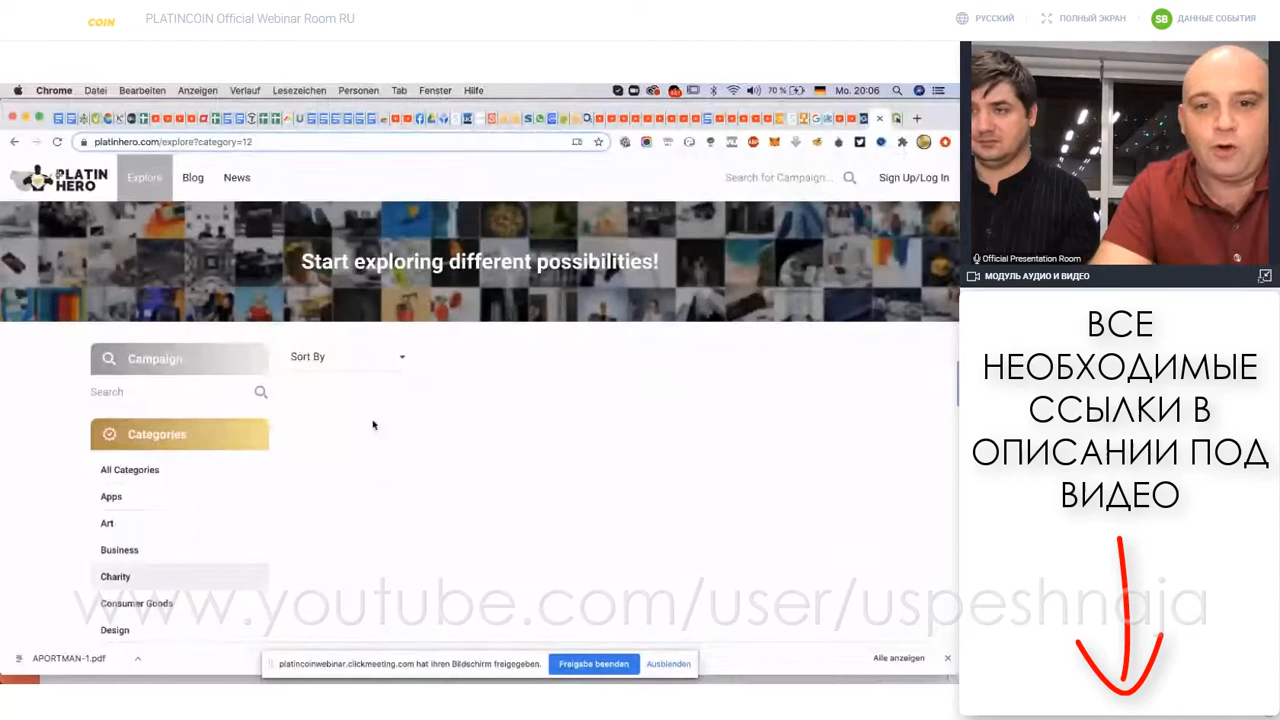 COIN
PLATINCOIN Official Webinar Room RU
РУССКИЙ
ПОЛНЫЙ ЭКРАН
SB
ДАННЫЕ СОБЫТИЯ
Chrome Datei Bearbeiten Anzeigen Verlauf Lesezeichen Personen Tab Fenster Hilfe
70 % Mo. 20:06
platinhero.com/explore?category=12
PLATIN
HERO
Explore
Blog
News
Search for Campaign...
Sign Up/Log In
Start exploring different possibilities!
Campaign
Search
Sort By
Categories
All Categories
Apps
Art
Business
Charity
Consumer Goods
Design
www.youtube.com/user/uspeshnaja
APORTMAN-1.pdf
platincoinwebinar.clickmeeting.com hat Ihren Bildschirm freigegeben.
Freigabe beenden
Ausblenden
Alle anzeigen
Official Presentation Room
МОДУЛЬ АУДИО И ВИДЕО
ВСЕ
НЕОБХОДИМЫЕ
ССЫЛКИ В
ОПИСАНИИ ПОД
ВИДЕО